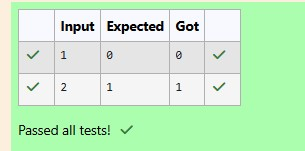 Input Expected Got
1 0 0
2 1 1
Passed all tests!